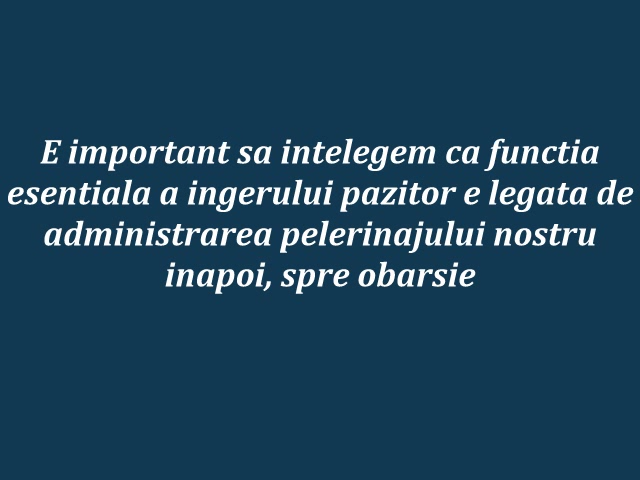 E important sa intelegem ca functia
esentiala a ingerului pazitor e legata de
administrarea pelerinajului nostru
inapoi, spre obarsie